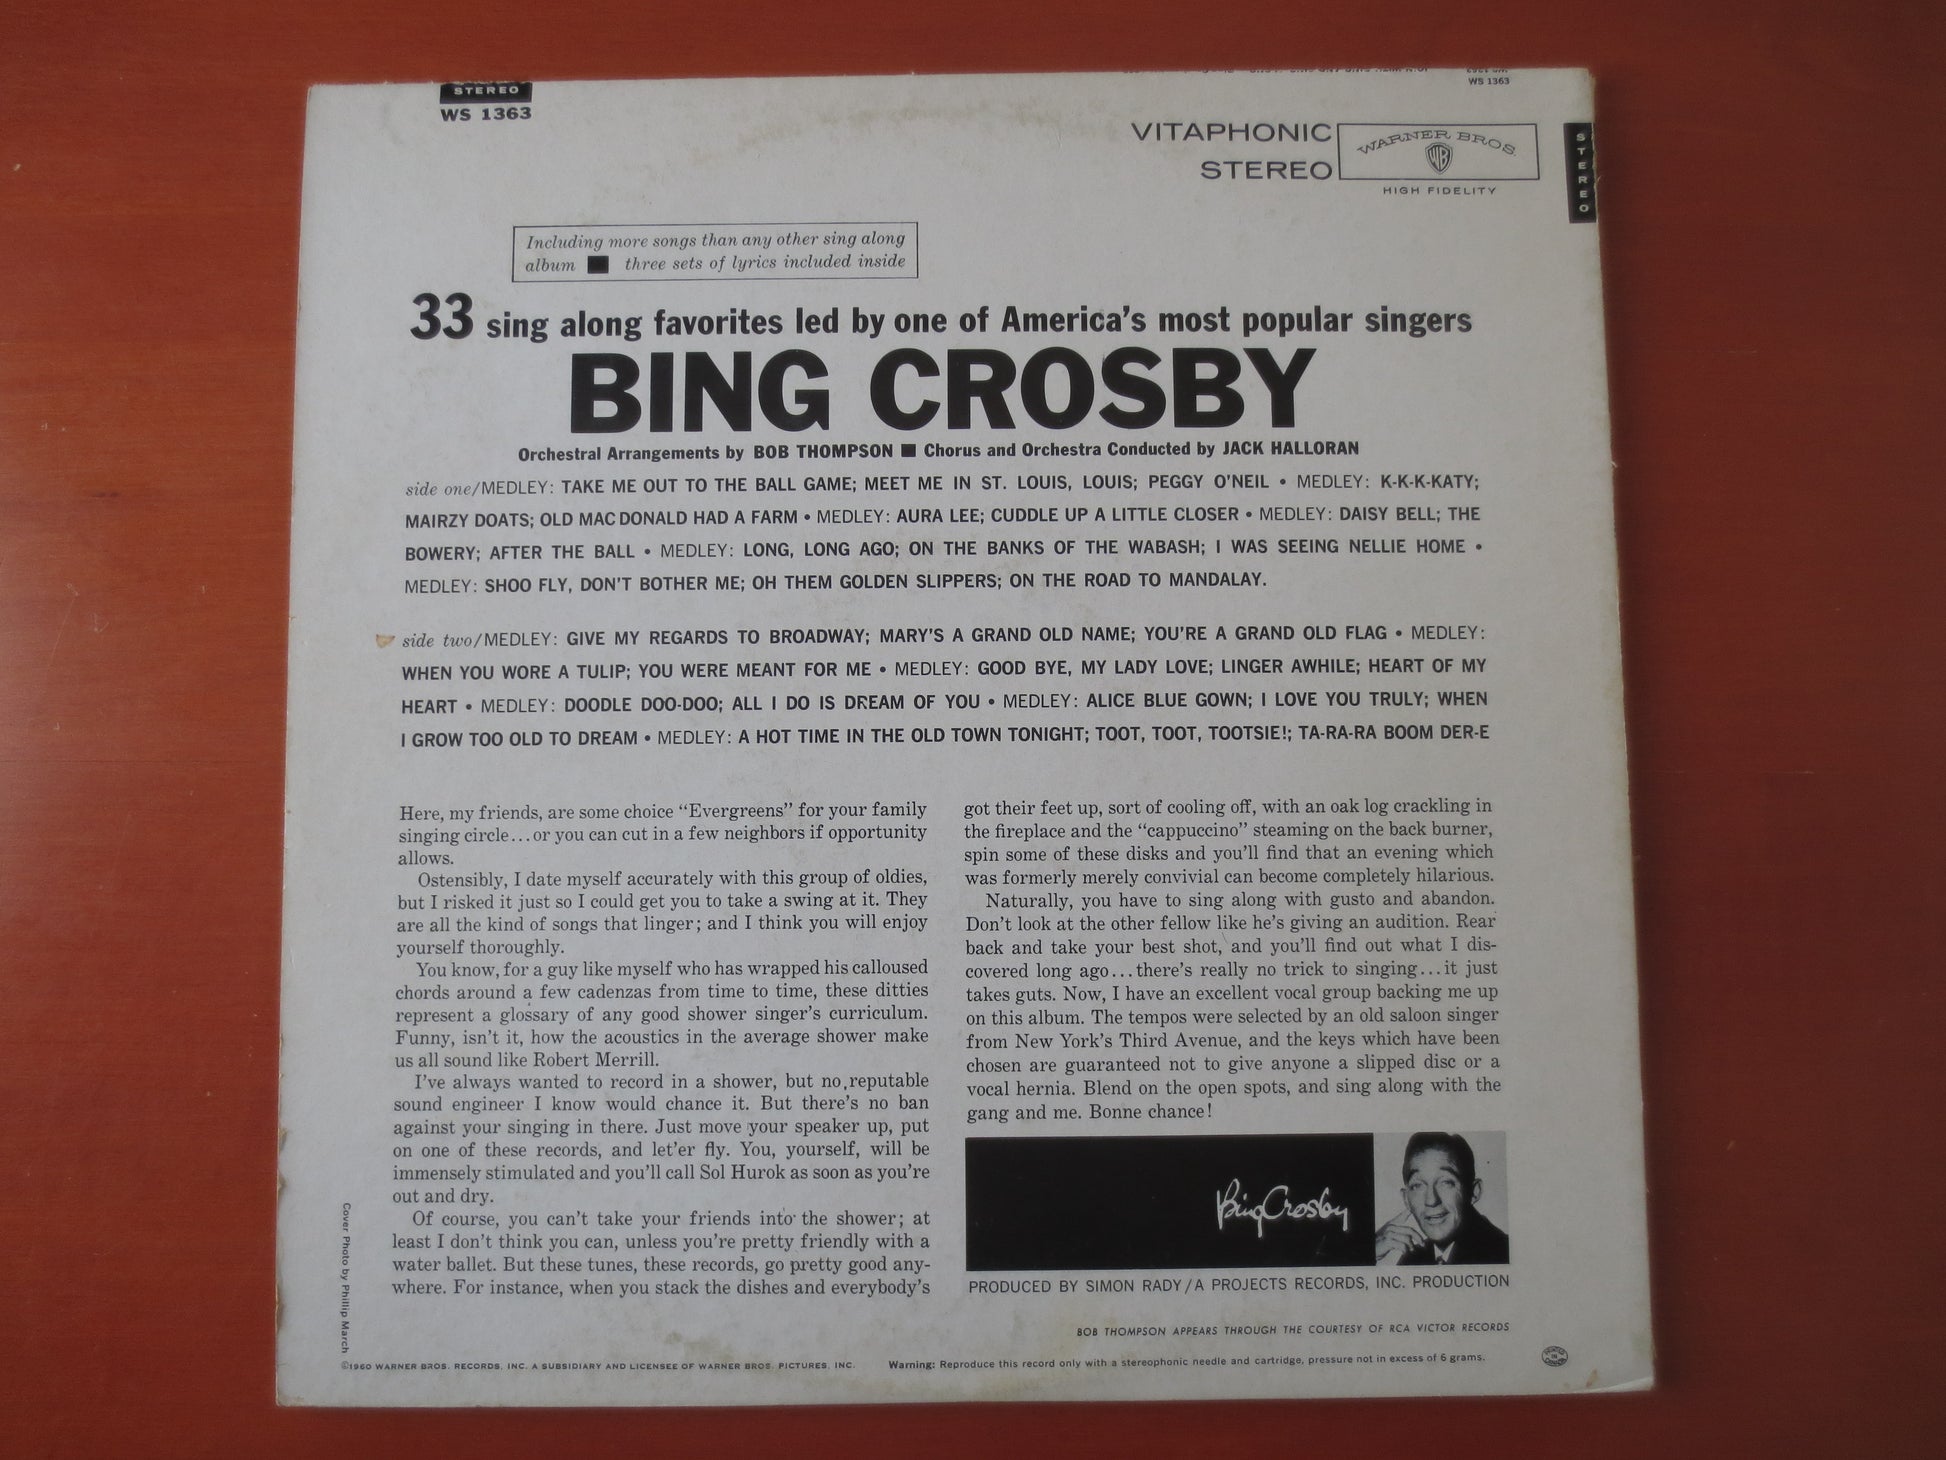 STEREO
WS 1363
WS 1363
VITAPHONIC
STEREO
WARNER BROS.
WB
HIGH FIDELITY
STEREO
Including more songs than any other sing along
album ■ three sets of lyrics included inside
33 sing along favorites led by one of America's most popular singers
BING CROSBY
Orchestral Arrangements by BOB THOMPSON ■ Chorus and Orchestra Conducted by JACK HALLORAN
side one/MEDLEY: TAKE ME OUT TO THE BALL GAME; MEET ME IN ST. LOUIS, LOUIS; PEGGY O'NEIL • MEDLEY: K-K-K-KATY;
MAIRZY DOATS; OLD MAC DONALD HAD A FARM • MEDLEY: AURA LEE; CUDDLE UP A LITTLE CLOSER • MEDLEY: DAISY BELL; THE
BOWERY; AFTER THE BALL • MEDLEY: LONG, LONG AGO; ON THE BANKS OF THE WABASH; I WAS SEEING NELLIE HOME •
MEDLEY: SHOO FLY, DON'T BOTHER ME; OH THEM GOLDEN SLIPPERS; ON THE ROAD TO MANDALAY.
side two/MEDLEY: GIVE MY REGARDS TO BROADWAY; MARY'S A GRAND OLD NAME; YOU'RE A GRAND OLD FLAG • MEDLEY:
WHEN YOU WORE A TULIP; YOU WERE MEANT FOR ME • MEDLEY: GOOD BYE, MY LADY LOVE; LINGER AWHILE; HEART OF MY
HEART • MEDLEY: DOODLE DOO-DOO; ALL I DO IS DREAM OF YOU • MEDLEY: ALICE BLUE GOWN; I LOVE YOU TRULY; WHEN
I GROW TOO OLD TO DREAM • MEDLEY: A HOT TIME IN THE OLD TOWN TONIGHT; TOOT, TOOT, TOOTSIE!; TA-RA-RA BOOM DER-E
Here, my friends, are some choice "Evergreens" for your family
singing circle...or you can cut in a few neighbors if opportunity
allows.
Ostensibly, I date myself accurately with this group of oldies,
but I risked it just so I could get you to take a swing at it. They
are all the kind of songs that linger; and I think you will enjoy
yourself thoroughly.
You know, for a guy like myself who has wrapped his calloused
chords around a few cadenzas from time to time, these ditties
represent a glossary of any good shower singer's curriculum.
Funny, isn't it, how the acoustics in the average shower make
us all sound like Robert Merrill.
I've always wanted to record in a shower, but no reputable
sound engineer I know would chance it. But there's no ban
against your singing in there. Just move your speaker up, put
on one of these records, and let'er fly. You, yourself, will be
immensely stimulated and you'll call Sol Hurok as soon as you're
out and dry.
Of course, you can't take your friends into the shower; at
least I don't think you can, unless you're pretty friendly with a
water ballet. But these tunes, these records, go pretty good any-
where. For instance, when you stack the dishes and everybody's
got their feet up, sort of cooling off, with an oak log crackling in
the fireplace and the "cappuccino" steaming on the back burner,
spin some of these disks and you'll find that an evening which
was formerly merely convivial can become completely hilarious.
Naturally, you have to sing along with gusto and abandon.
Don't look at the other fellow like he's giving an audition. Rear
back and take your best shot, and you'll find out what I dis-
covered long ago...there's really no trick to singing...it just
takes guts. Now, I have an excellent vocal group backing me up
on this album. The tempos were selected by an old saloon singer
from New York's Third Avenue, and the keys which have been
chosen are guaranteed not to give anyone a slipped disc or a
vocal hernia. Blend on the open spots, and sing along with the
gang and me. Bonne chance!
Bing Crosby
PRODUCED BY SIMON RADY/A PROJECTS RECORDS, INC. PRODUCTION
BOB THOMPSON APPEARS THROUGH THE COURTESY OF RCA VICTOR RECORDS
Cover Photo by Phillip March
©1960 WARNER BROS. RECORDS, INC. A SUBSIDIARY AND LICENSEE OF WARNER BROS. PICTURES, INC.
Warning: Reproduce this record only with a stereophonic needle and cartridge, pressure not in excess of 6 grams.
PRINTED IN CANADA